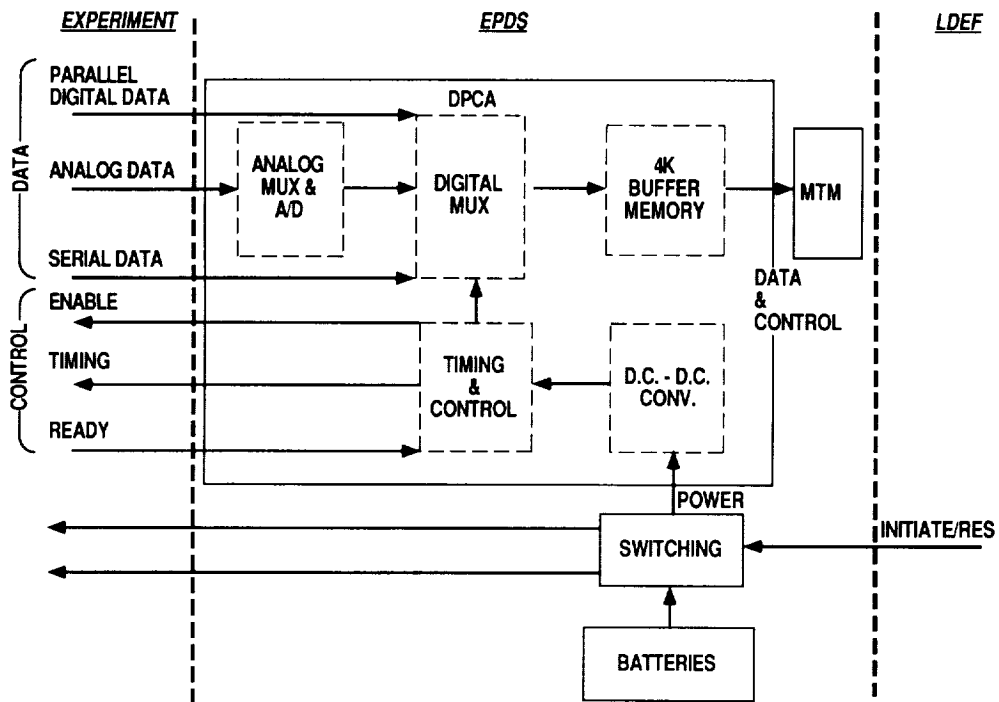 EXPERIMENT
EPDS
LDEF
PARALLEL
DIGITAL DATA
DPCA
DATA
ANALOG DATA
ANALOG
MUX &
A/D
DIGITAL
MUX
4K
BUFFER
MEMORY
MTM
SERIAL DATA
DATA
&
CONTROL
CONTROL
ENABLE
TIMING
TIMING
&
CONTROL
D.C. - D.C.
CONV.
READY
POWER
SWITCHING
INITIATE/RES
BATTERIES